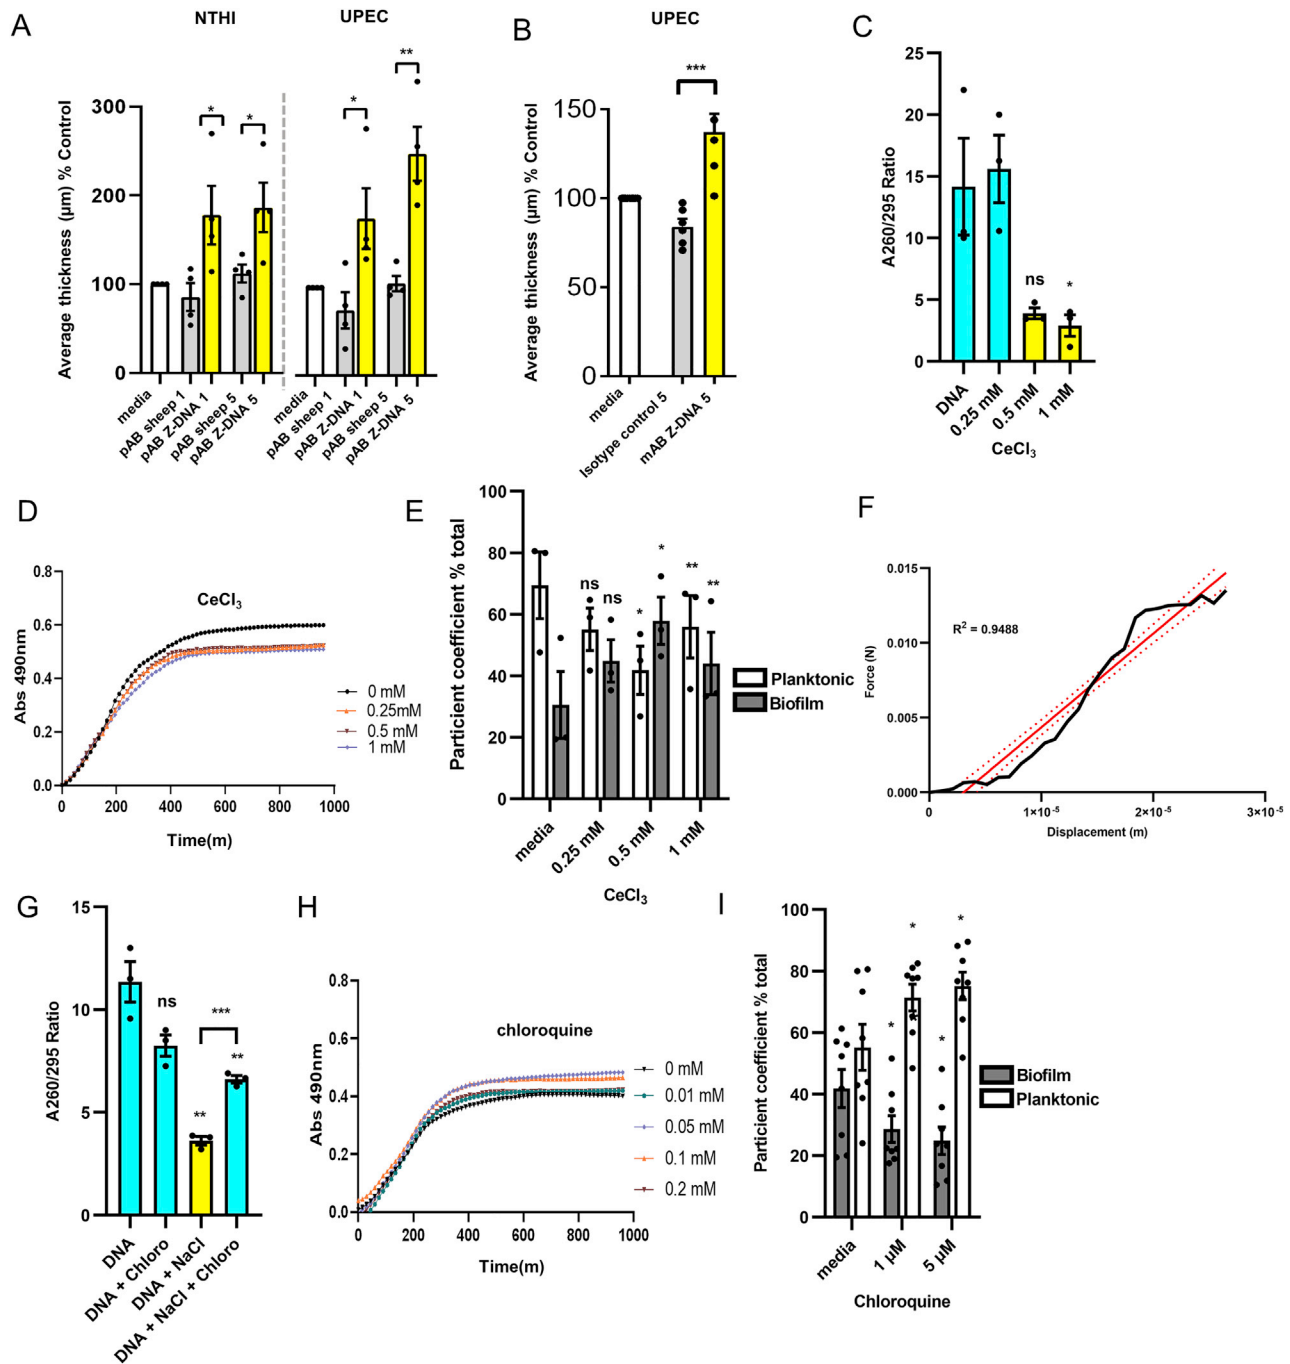 A
NTHI
UPEC
Average thickness (µm) % Control
300
200
100
0
*
*
*
**
media
pAB sheep 1
pAB Z-DNA 1
pAB sheep 5
pAB Z-DNA 5
media
pAB sheep 1
pAB Z-DNA 1
pAB sheep 5
pAB Z-DNA 5
B
UPEC
Average thickness (µm) % Control
150
100
50
0
***
media
Isotype control 5
mAB Z-DNA 5
C
A260/295 Ratio
25
20
15
10
5
0
ns
*
DNA
0.25 mM
0.5 mM
1 mM
CeCl₃
D
Abs 490nm
0.8
0.6
0.4
0.2
0.0
CeCl₃
0 mM
0.25mM
0.5 mM
1 mM
0 200 400 600 800 1000
Time(m)
E
Particient coefficient % total
100
80
60
40
20
0
ns
ns
*
*
**
**
Planktonic
Biofilm
media
0.25 mM
0.5 mM
1 mM
CeCl₃
F
Force (N)
0.015
0.010
0.005
0.000
R² = 0.9488
0 1×10⁻⁵ 2×10⁻⁵ 3×10⁻⁵
Displacement (m)
G
A260/295 Ratio
15
10
5
0
ns
***
**
**
DNA
DNA + Chloro
DNA + NaCl
DNA + NaCl + Chloro
H
Abs 490nm
0.8
0.6
0.4
0.2
0.0
chloroquine
0 mM
0.01 mM
0.05 mM
0.1 mM
0.2 mM
0 200 400 600 800 1000
Time(m)
I
Particient coefficient % total
100
80
60
40
20
0
*
*
*
*
Biofilm
Planktonic
media
1 µM
5 µM
Chloroquine